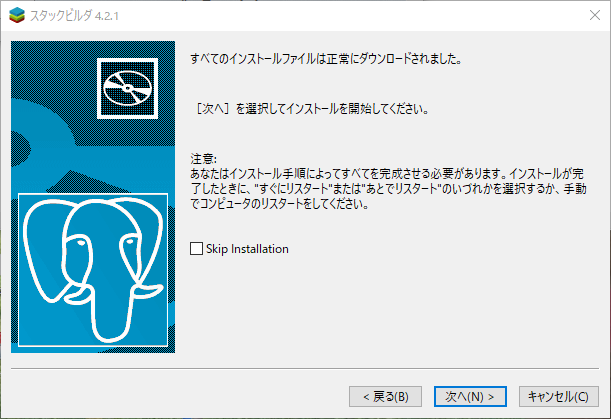 スタックビルダ 4.2.1
すべてのインストールファイルは正常にダウンロードされました。
［次へ］を選択してインストールを開始してください。
注意:
あなたはインストール手順によってすべてを完成させる必要があります。インストールが完
了したときに、"すぐにリスタート"または"あとでリスタート"のいづれかを選択するか、手動
でコンピュータのリスタートをしてください。
Skip Installation
< 戻る(B)
次へ(N) >
キャンセル(C)